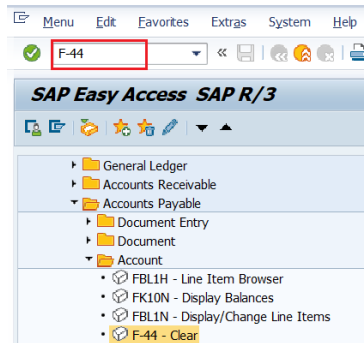 Menu Edit Favorites Extras System Help
F-44
SAP Easy Access SAP R/3
General Ledger
Accounts Receivable
Accounts Payable
Document Entry
Document
Account
FBL1H - Line Item Browser
FK10N - Display Balances
FBL1N - Display/Change Line Items
F-44 - Clear